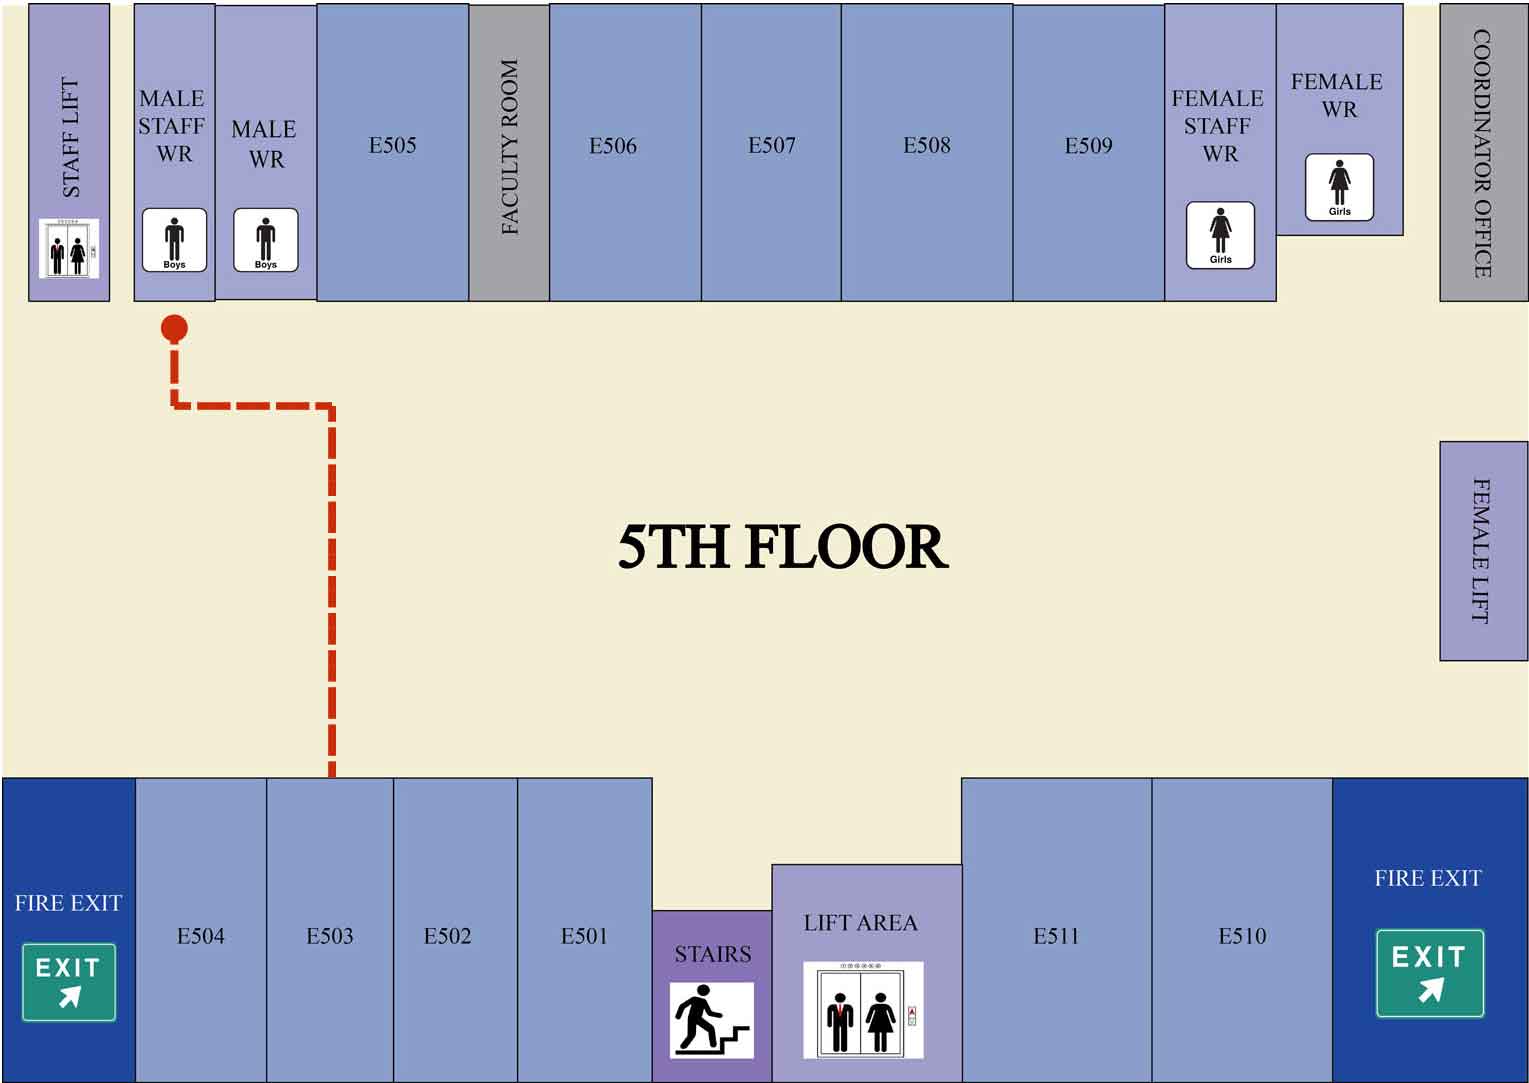 STAFF LIFT
MALE
STAFF
WR
Boys
MALE
WR
Boys
E505
FACULTY ROOM
E506
E507
E508
E509
FEMALE
STAFF
WR
Girls
FEMALE
WR
Girls
COORDINATOR OFFICE
5TH FLOOR
FEMALE LIFT
FIRE EXIT
EXIT
E504
E503
E502
E501
STAIRS
LIFT AREA
E511
E510
FIRE EXIT
EXIT